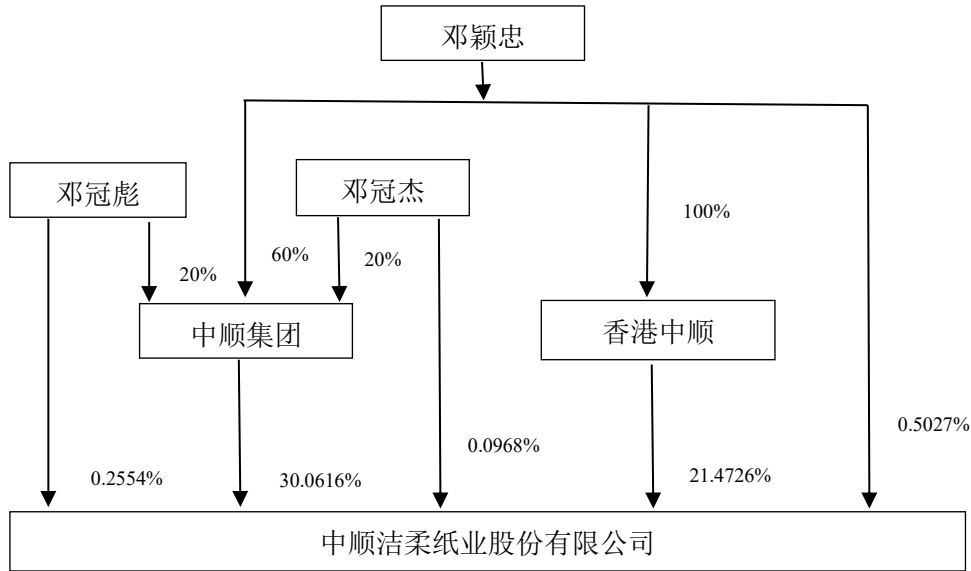 邓颖忠
邓冠彪
邓冠杰
100%
20%
60%
20%
中顺集团
香港中顺
0.5027%
0.0968%
0.2554%
30.0616%
21.4726%
中顺洁柔纸业股份有限公司